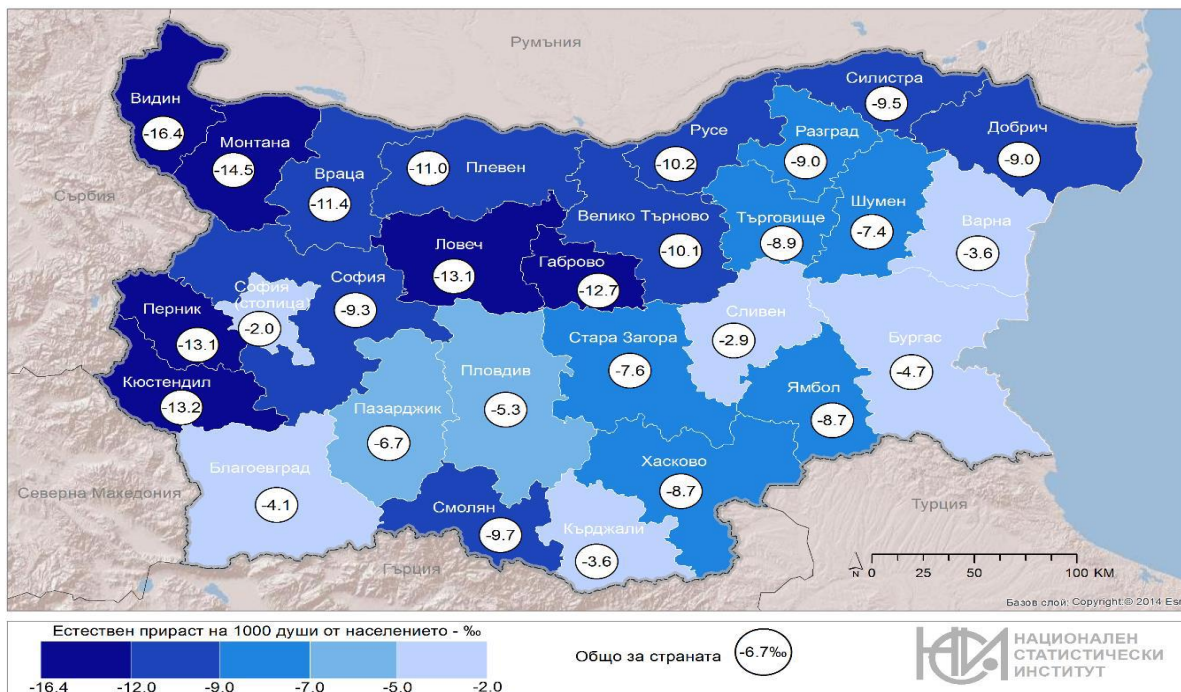 Румъния
Силистра
-9.5
Видин
-16.4
Монтана
-14.5
Русе
-10.2
Разград
-9.0
Добрич
-9.0
Плевен
-11.0
Враца
-11.4
Сърбия
Шумен
-7.4
Велико Търново
-10.1
Търговище
-8.9
Варна
-3.6
Ловеч
-13.1
Габрово
-12.7
София
-9.3
София
(столица)
-2.0
Перник
-13.1
Сливен
-2.9
Стара Загора
-7.6
Бургас
-4.7
Кюстендил
-13.2
Пловдив
-5.3
Ямбол
-8.7
Пазарджик
-6.7
Хасково
-8.7
Благоевград
-4.1
Северна Македония
Смолян
-9.7
Кърджали
-3.6
Турция
Гърция
N
0 25 50 100 КМ
Базов слой: Copyright:© 2014 Esr
Естествен прираст на 1000 души от населението - ‰
-16.4 -12.0 -9.0 -7.0 -5.0 -2.0
Общо за страната -6.7‰
НСИ
НАЦИОНАЛЕН
СТАТИСТИЧЕСКИ
ИНСТИТУТ